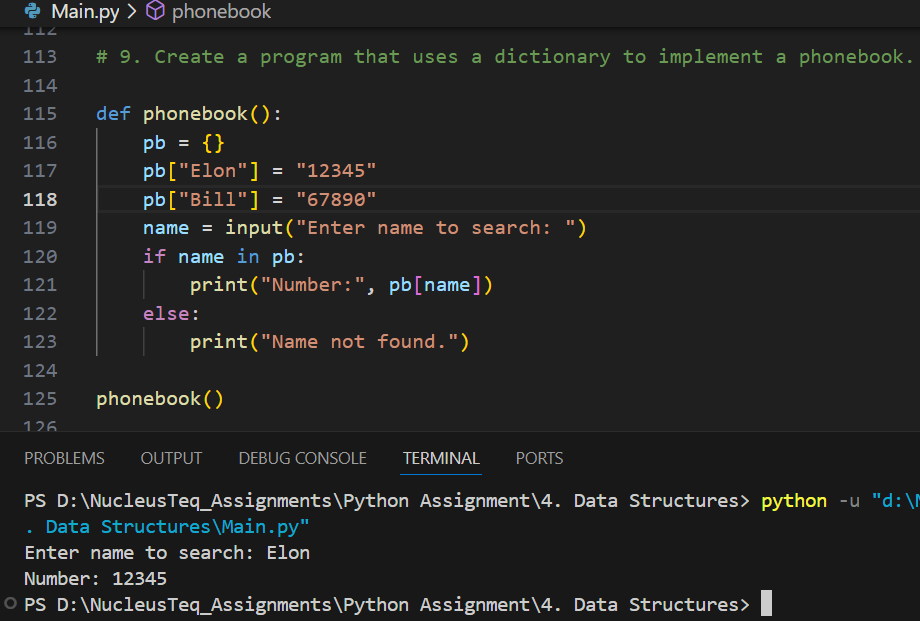 Main.py > phonebook
112
113 # 9. Create a program that uses a dictionary to implement a phonebook.
114
115 def phonebook():
116     pb = {}
117     pb["Elon"] = "12345"
118     pb["Bill"] = "67890"
119     name = input("Enter name to search: ")
120     if name in pb:
121         print("Number:", pb[name])
122     else:
123         print("Name not found.")
124
125 phonebook()
126
PROBLEMS OUTPUT DEBUG CONSOLE TERMINAL PORTS
PS D:\NucleusTeq_Assignments\Python Assignment\4. Data Structures> python -u "d:\
. Data Structures\Main.py"
Enter name to search: Elon
Number: 12345
PS D:\NucleusTeq_Assignments\Python Assignment\4. Data Structures>